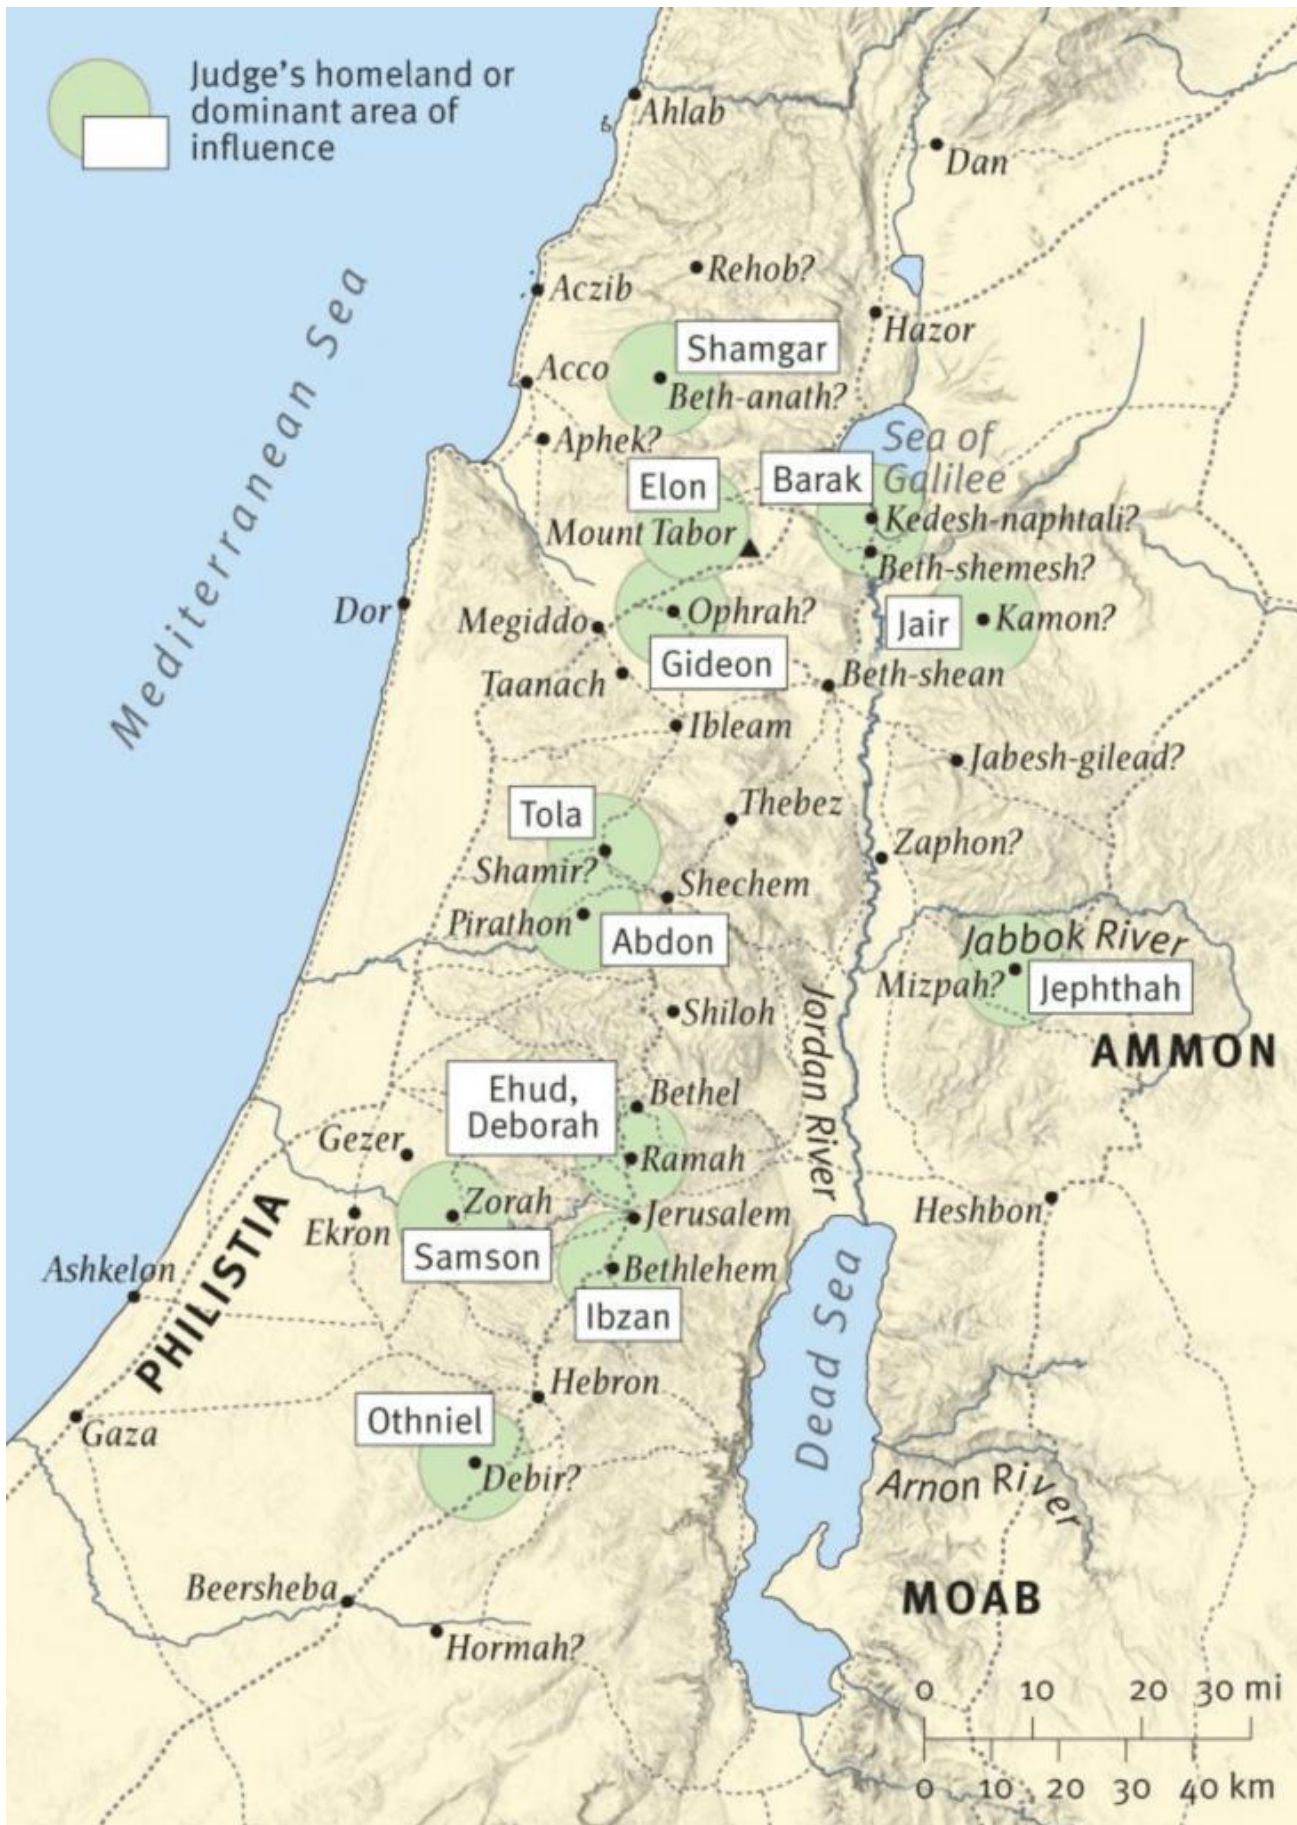 Judge's homeland or
dominant area of
influence
Ahlab
Dan
Rehob?
Aczib
Hazor
Shamgar
Acco
Beth-anath?
Aphek?
Sea of
Galilee
Elon
Barak
Kedesh-naphtali?
Mount Tabor
Beth-shemesh?
Mediterranean Sea
Dor
Megiddo
Ophrah?
Jair
Kamon?
Gideon
Taanach
Beth-shean
Ibleam
Jabesh-gilead?
Tola
Thebez
Shamir?
Zaphon?
Shechem
Pirathon
Abdon
Jabbok River
Mizpah?
Jephthah
Shiloh
Jordan River
AMMON
Ehud,
Deborah
Bethel
Gezer
Ramah
Zorah
Jerusalem
Heshbon
Ekron
Samson
Bethlehem
Ashkelon
PHILISTIA
Ibzan
Dead Sea
Hebron
Othniel
Gaza
Debir?
Arnon River
Beersheba
MOAB
Hormah?
0 10 20 30 mi
0 10 20 30 40 km